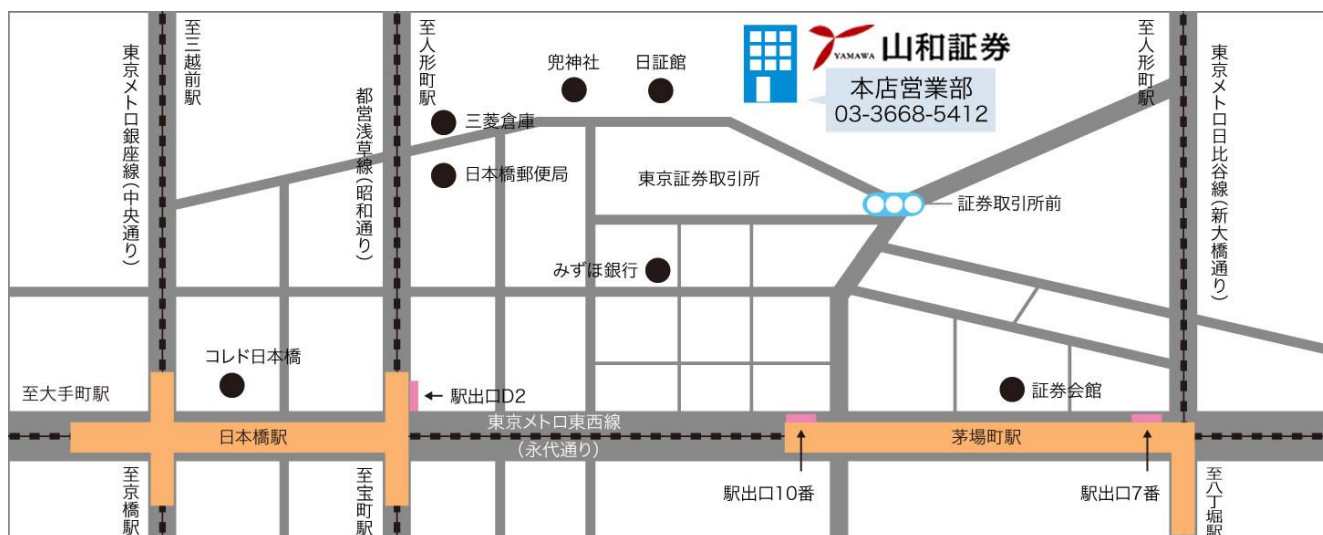 至三越前駅
東京メトロ銀座線(中央通り)
至人形町駅
都営浅草線(昭和通り)
三菱倉庫
日本橋郵便局
兜神社
日証館
YAMAWA 山和証券
本店営業部
03-3668-5412
至人形町駅
東京メトロ日比谷線(新大橋通り)
東京証券取引所
証券取引所前
みずほ銀行
コレド日本橋
至大手町駅
駅出口D2
証券会館
日本橋駅
東京メトロ東西線
(永代通り)
茅場町駅
駅出口10番
駅出口7番
至京橋駅
至宝町駅
至八丁堀駅